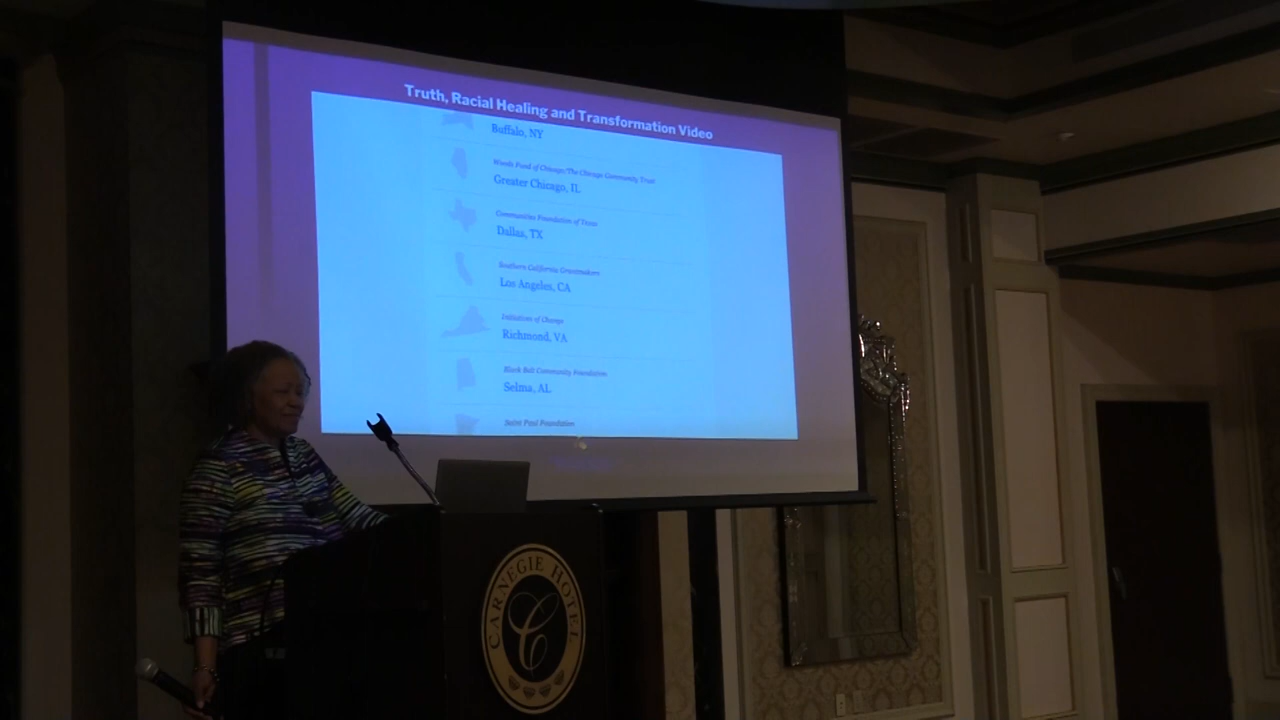 Truth, Racial Healing and Transformation Video
Buffalo, NY
Woods Fund of Chicago/The Chicago Community Trust
Greater Chicago, IL
Communities Foundation of Texas
Dallas, TX
Southern California Grantmakers
Los Angeles, CA
Initiatives of Change
Richmond, VA
Black Belt Community Foundation
Selma, AL
Saint Paul Foundation
CARNEGIE HOTEL
C